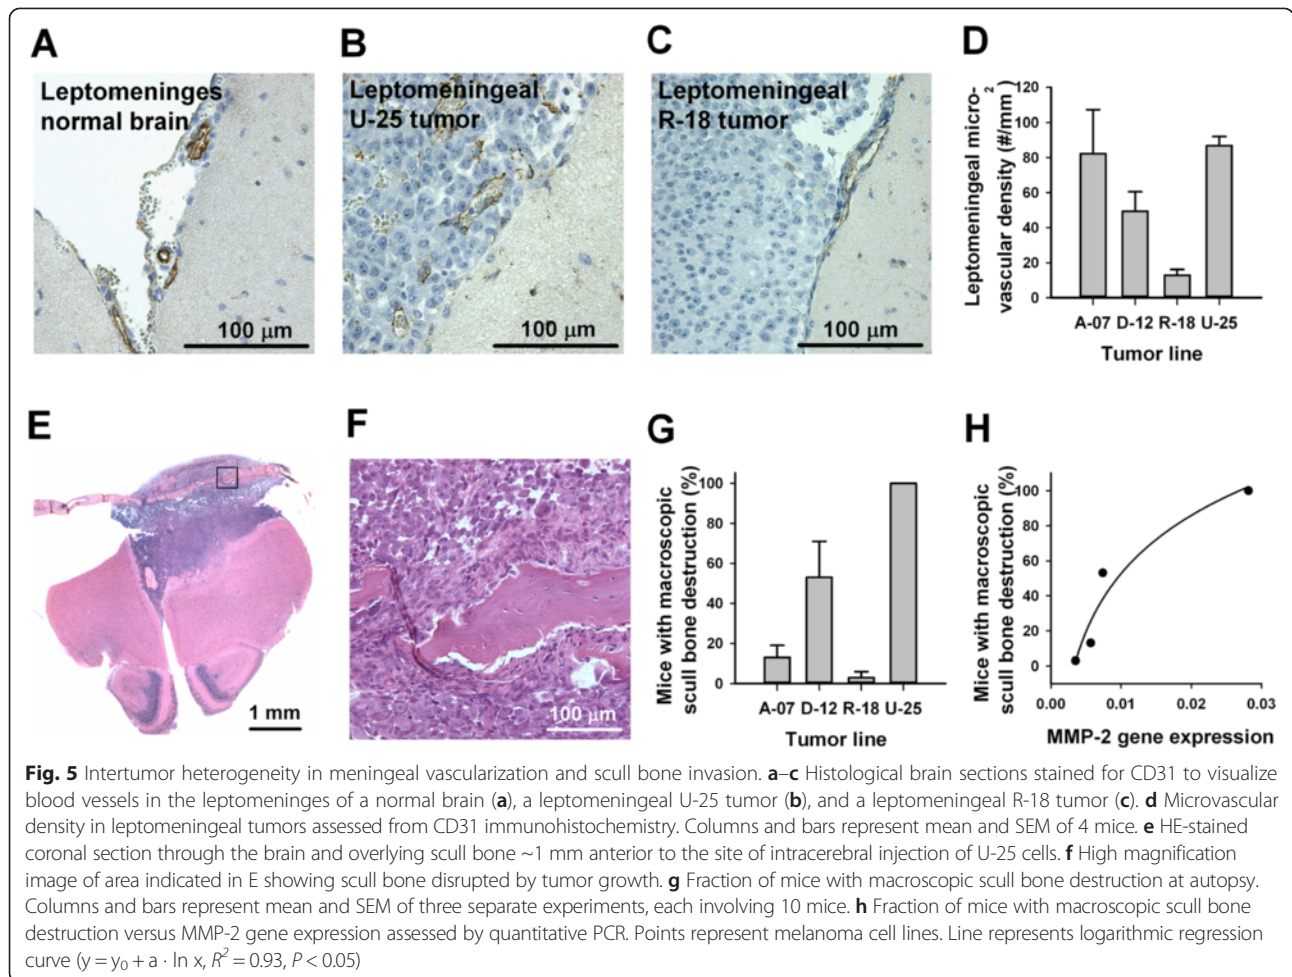 A
Leptomeninges
normal brain
100 μm
B
Leptomeningeal
U-25 tumor
100 μm
C
Leptomeningeal
R-18 tumor
100 μm
D
Leptomeningeal micro-
vascular density (#/mm²)
120
100
80
60
40
20
0
A-07 D-12 R-18 U-25
Tumor line
E
1 mm
F
100 μm
G
Mice with macroscopic
scull bone destruction (%)
100
80
60
40
20
0
A-07 D-12 R-18 U-25
Tumor line
H
Mice with macroscopic
scull bone destruction (%)
100
80
60
40
20
0
0.00 0.01 0.02 0.03
MMP-2 gene expression
Fig. 5 Intertumor heterogeneity in meningeal vascularization and scull bone invasion. a–c Histological brain sections stained for CD31 to visualize
blood vessels in the leptomeninges of a normal brain (a), a leptomeningeal U-25 tumor (b), and a leptomeningeal R-18 tumor (c). d Microvascular
density in leptomeningeal tumors assessed from CD31 immunohistochemistry. Columns and bars represent mean and SEM of 4 mice. e HE-stained
coronal section through the brain and overlying scull bone ~1 mm anterior to the site of intracerebral injection of U-25 cells. f High magnification
image of area indicated in E showing scull bone disrupted by tumor growth. g Fraction of mice with macroscopic scull bone destruction at autopsy.
Columns and bars represent mean and SEM of three separate experiments, each involving 10 mice. h Fraction of mice with macroscopic scull bone
destruction versus MMP-2 gene expression assessed by quantitative PCR. Points represent melanoma cell lines. Line represents logarithmic regression
curve (y = y₀ + a · ln x, R² = 0.93, P < 0.05)